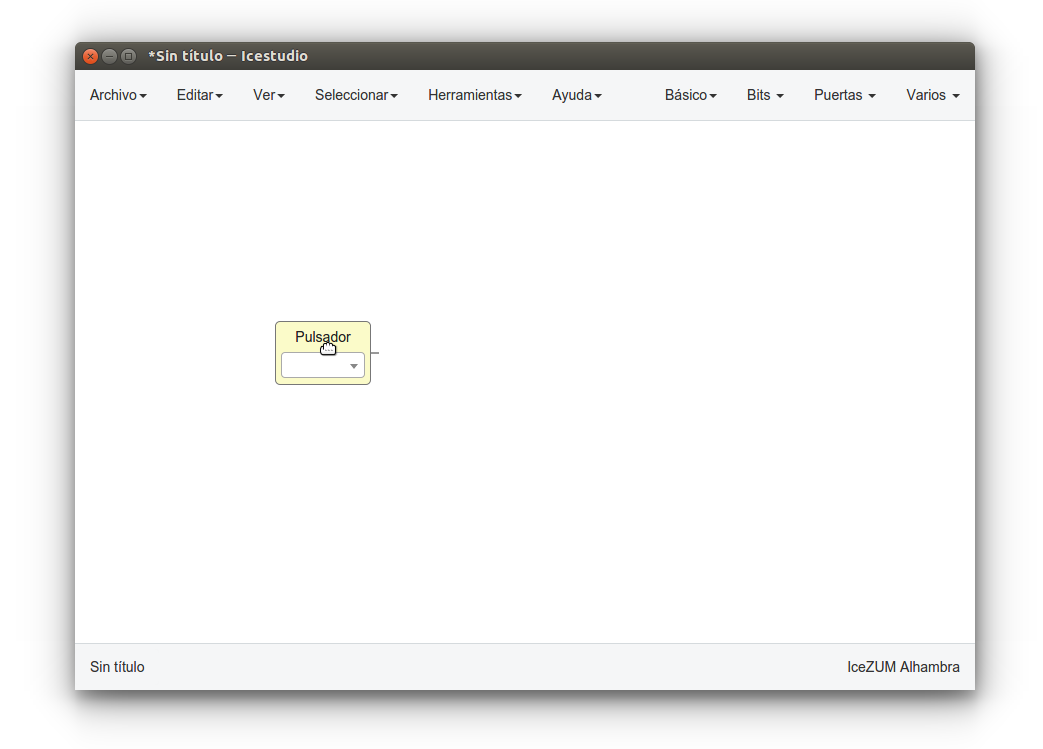 *Sin título — Icestudio
Archivo Editar Ver Seleccionar Herramientas Ayuda Básico Bits Puertas Varios
Pulsador
Sin título IceZUM Alhambra